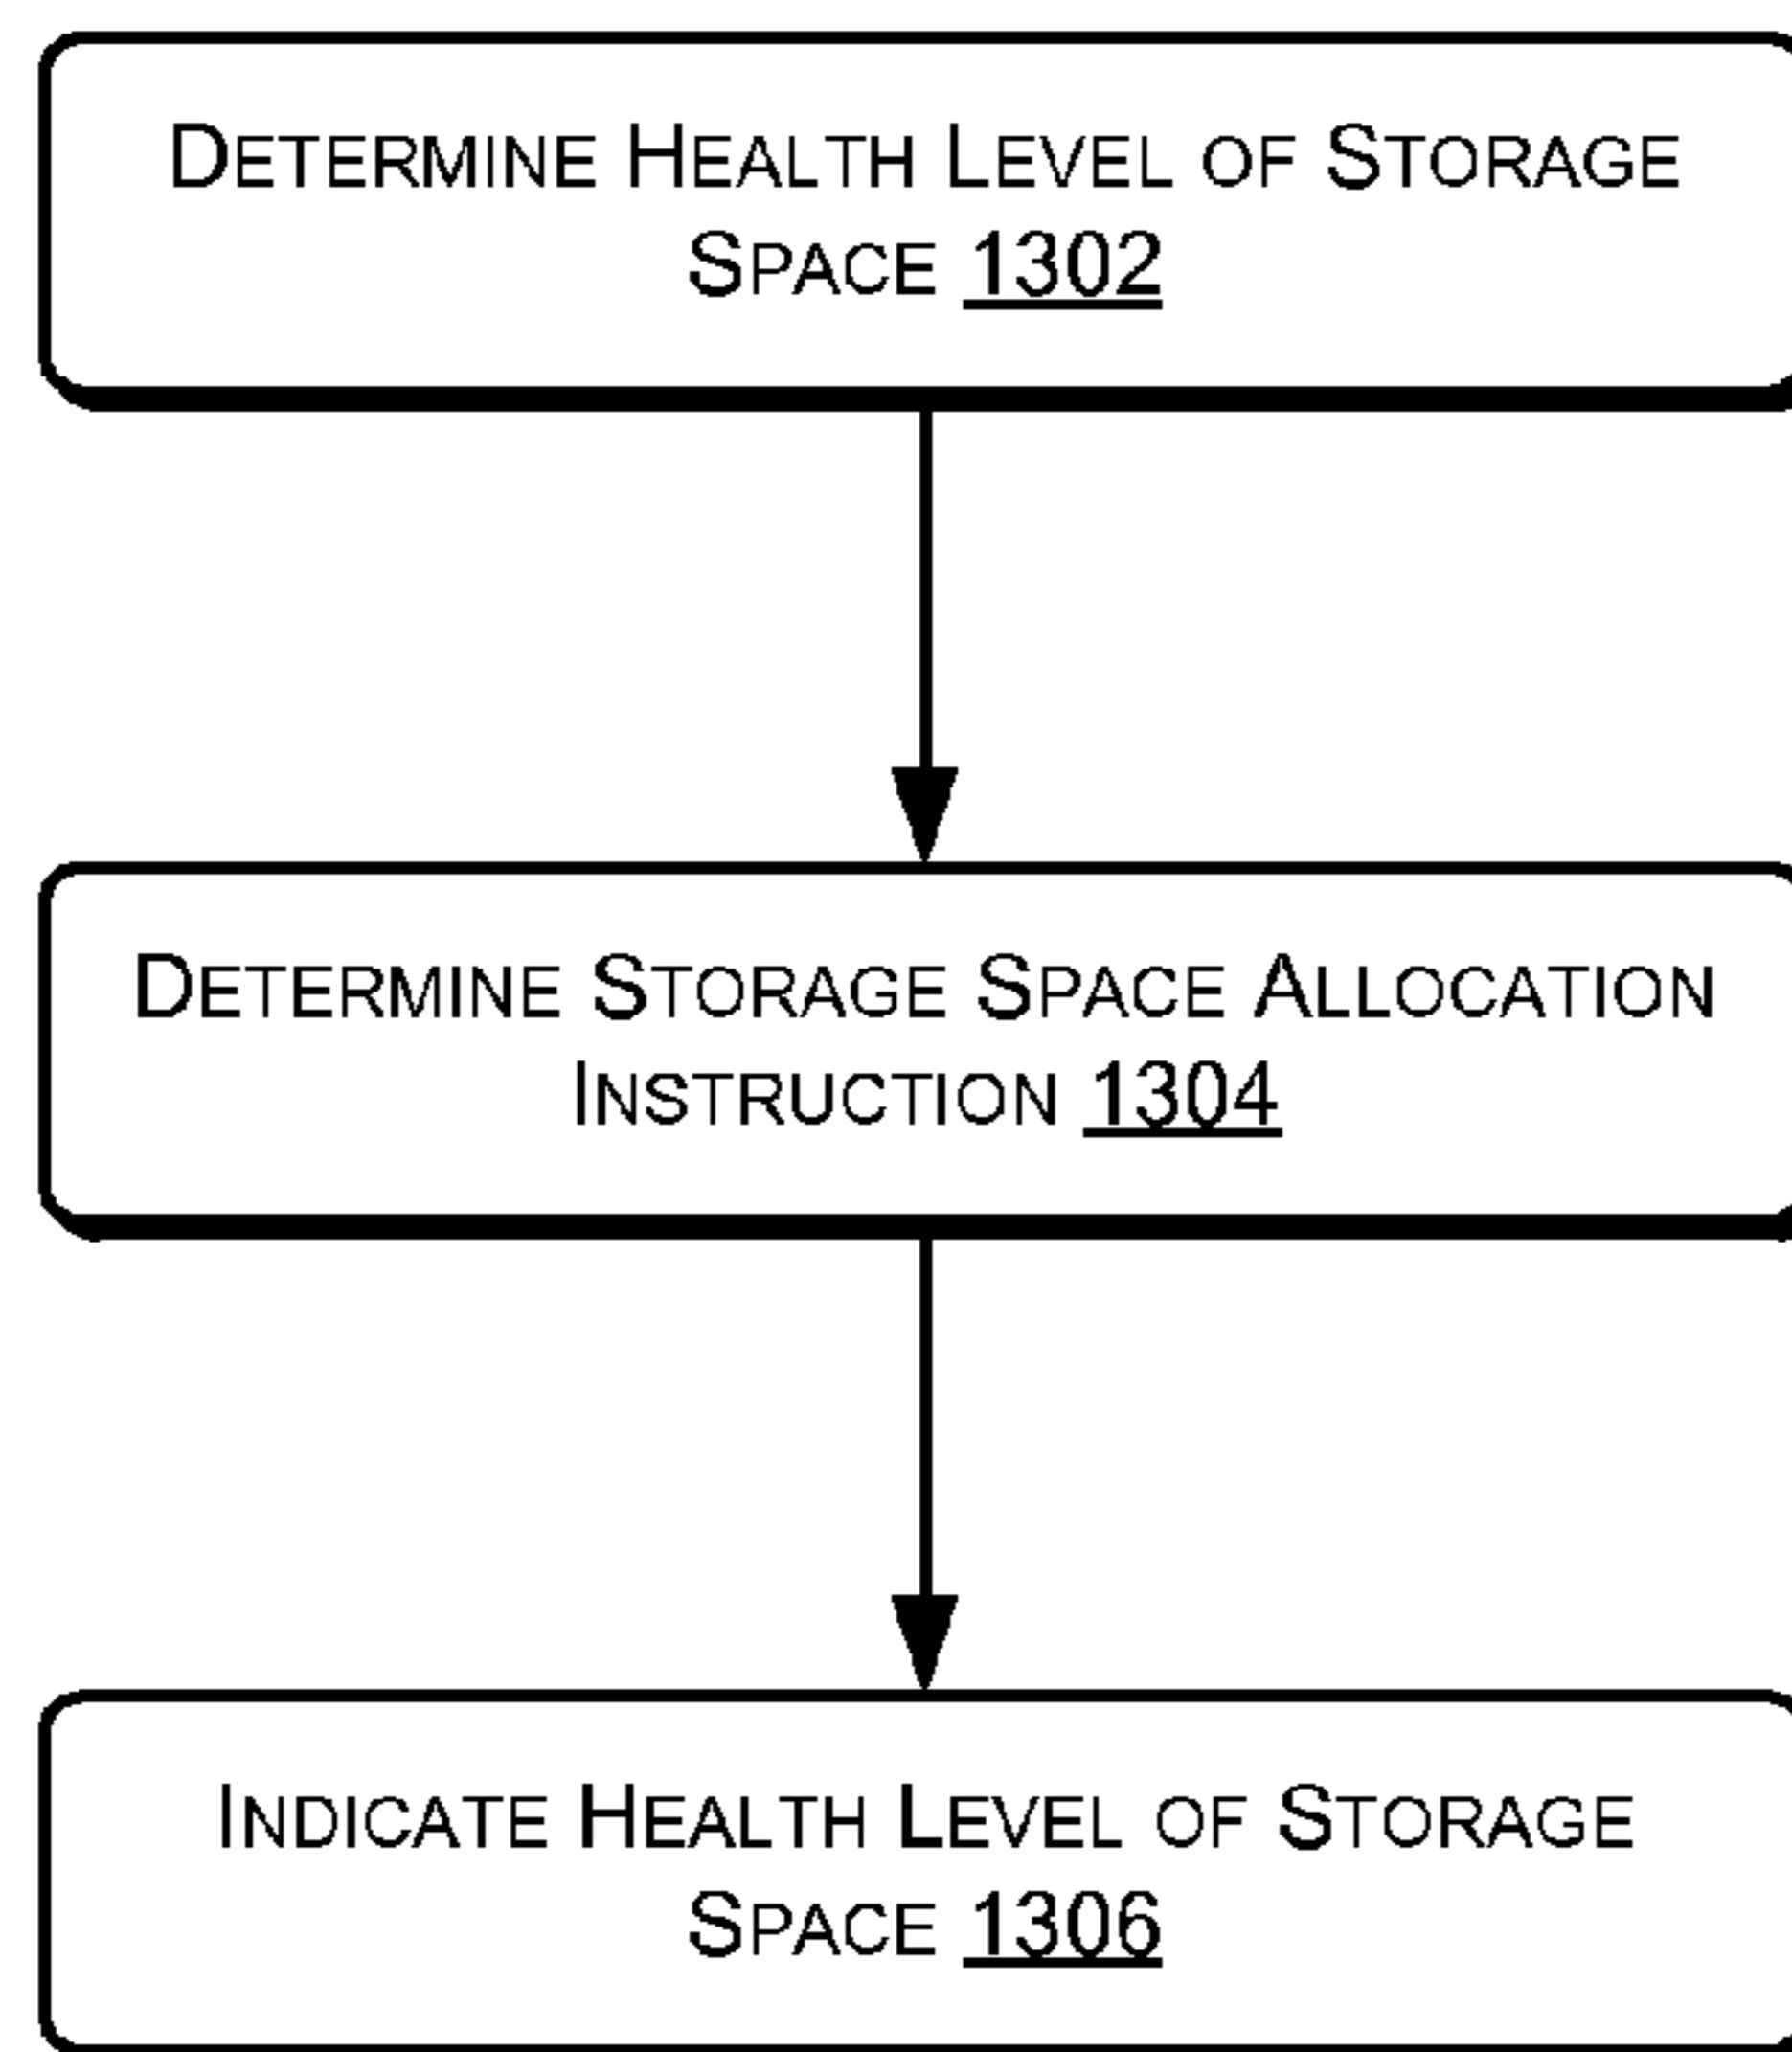 Determine Health Level of Storage
Space 1302
Determine Storage Space Allocation
Instruction 1304
Indicate Health Level of Storage
Space 1306